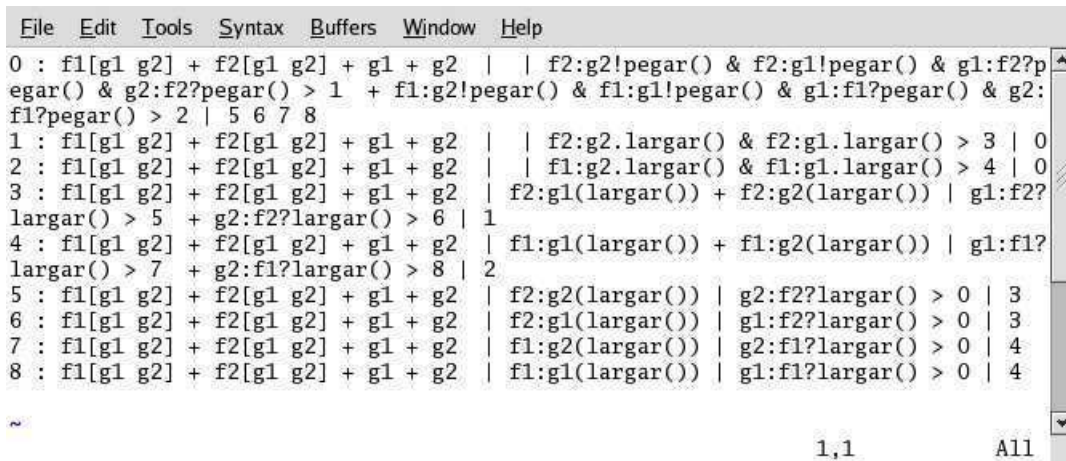 File Edit Tools Syntax Buffers Window Help
0 : f1[g1 g2] + f2[g1 g2] + g1 + g2 | | f2:g2!pegar() & f2:g1!pegar() & g1:f2?p
egar() & g2:f2?pegar() > 1 + f1:g2!pegar() & f1:g1!pegar() & g1:f1?pegar() & g2:
f1?pegar() > 2 | 5 6 7 8
1 : f1[g1 g2] + f2[g1 g2] + g1 + g2 | | f2:g2.largar() & f2:g1.largar() > 3 | 0
2 : f1[g1 g2] + f2[g1 g2] + g1 + g2 | | f1:g2.largar() & f1:g1.largar() > 4 | 0
3 : f1[g1 g2] + f2[g1 g2] + g1 + g2 | f2:g1(largar()) + f2:g2(largar()) | g1:f2?
largar() > 5 + g2:f2?largar() > 6 | 1
4 : f1[g1 g2] + f2[g1 g2] + g1 + g2 | f1:g1(largar()) + f1:g2(largar()) | g1:f1?
largar() > 7 + g2:f1?largar() > 8 | 2
5 : f1[g1 g2] + f2[g1 g2] + g1 + g2 | f2:g2(largar()) | g2:f2?largar() > 0 | 3
6 : f1[g1 g2] + f2[g1 g2] + g1 + g2 | f2:g1(largar()) | g1:f2?largar() > 0 | 3
7 : f1[g1 g2] + f2[g1 g2] + g1 + g2 | f1:g2(largar()) | g2:f1?largar() > 0 | 4
8 : f1[g1 g2] + f2[g1 g2] + g1 + g2 | f1:g1(largar()) | g1:f1?largar() > 0 | 4
~
1,1 All